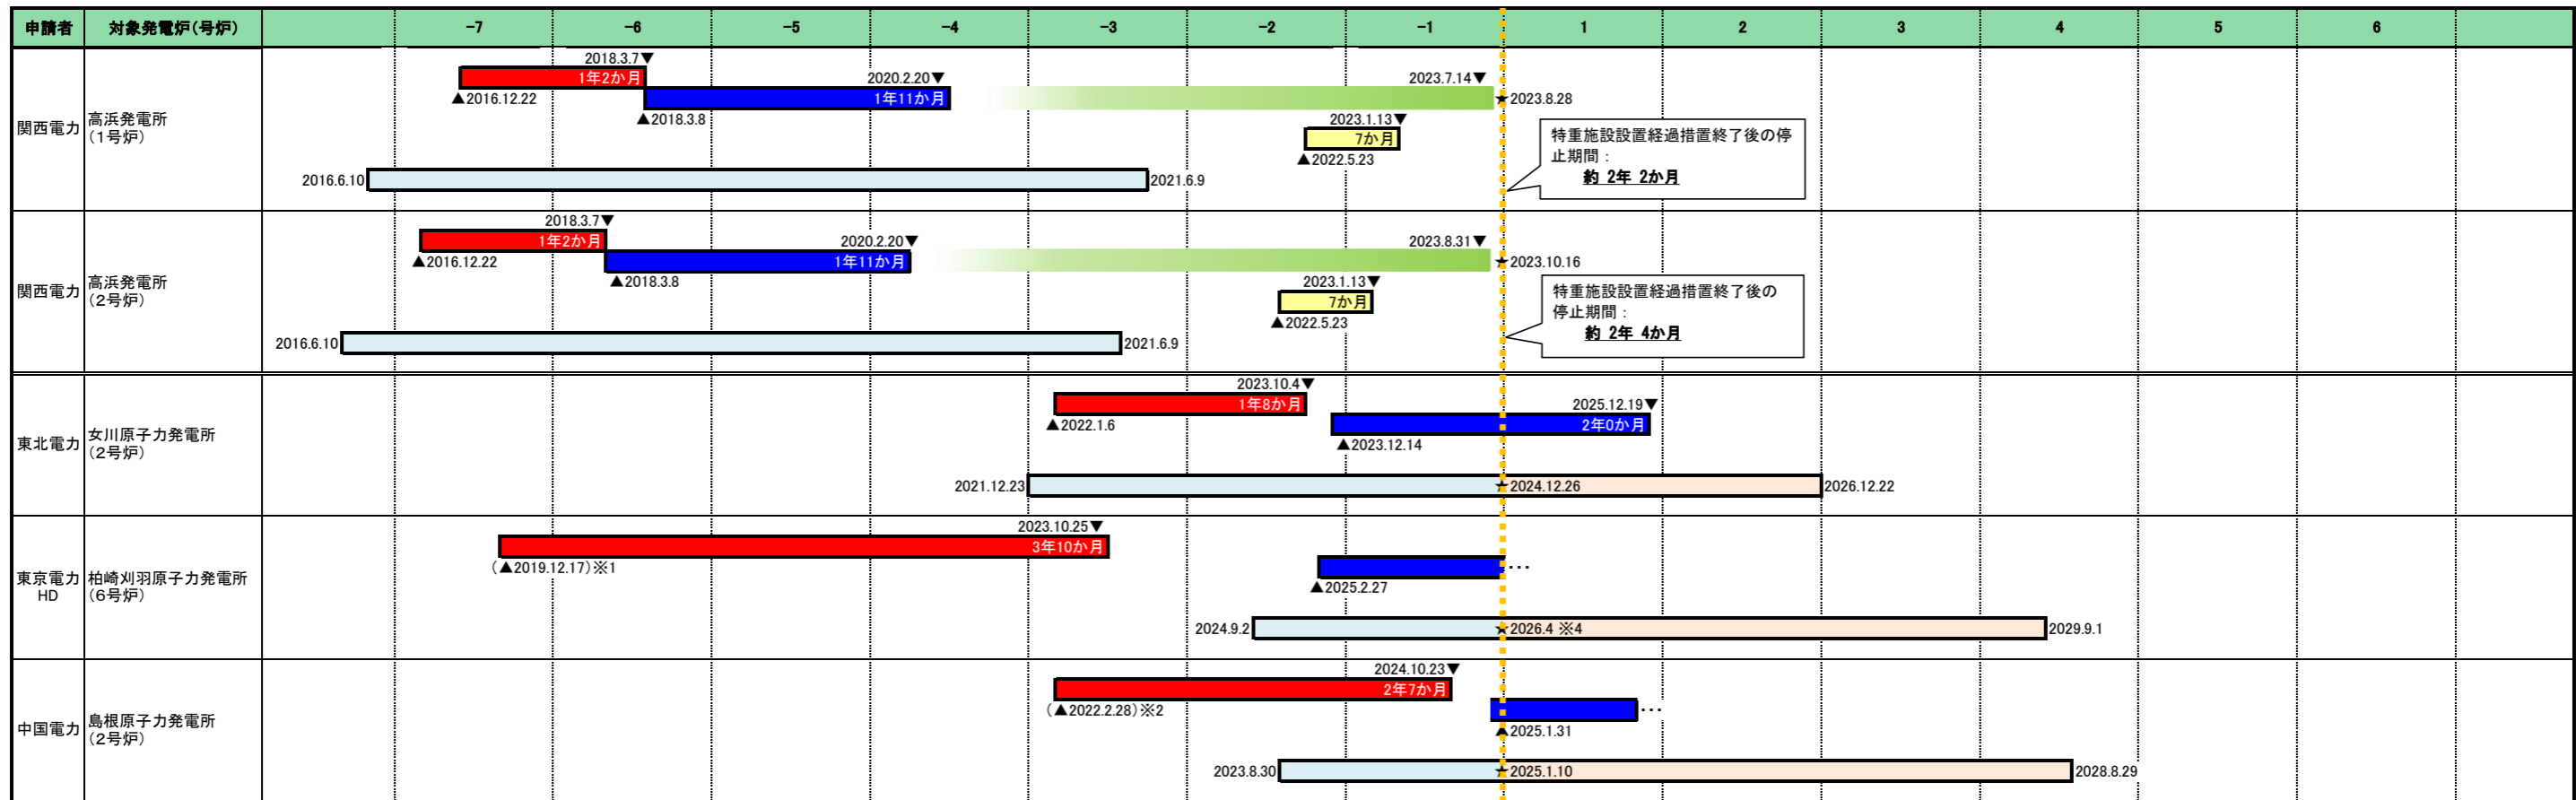 申請者 対象発電炉(号炉) -7 -6 -5 -4 -3 -2 -1 1 2 3 4 5 6
関西電力
高浜発電所
(1号炉)
2018.3.7▼
1年2か月
▲2016.12.22
2020.2.20▼
1年11か月
▲2018.3.8
2023.7.14▼
★2023.8.28
2023.1.13▼
7か月
▲2022.5.23
2016.6.10
2021.6.9
特重施設設置経過措置終了後の停
止期間：
約 2年 2か月
関西電力
高浜発電所
(2号炉)
2018.3.7▼
1年2か月
▲2016.12.22
2020.2.20▼
1年11か月
▲2018.3.8
2023.8.31▼
★2023.10.16
2023.1.13▼
7か月
▲2022.5.23
2016.6.10
2021.6.9
特重施設設置経過措置終了後の
停止期間：
約 2年 4か月
東北電力
女川原子力発電所
(2号炉)
2023.10.4▼
1年8か月
▲2022.1.6
2025.12.19▼
2年0か月
▲2023.12.14
2021.12.23
★2024.12.26
2026.12.22
東京電力
HD
柏崎刈羽原子力発電所
(6号炉)
2023.10.25▼
3年10か月
(▲2019.12.17)※1
…
▲2025.2.27
2024.9.2
★2026.4 ※4
2029.9.1
中国電力
島根原子力発電所
(2号炉)
2024.10.23▼
2年7か月
(▲2022.2.28)※2
…
▲2025.1.31
2023.8.30
★2025.1.10
2028.8.29